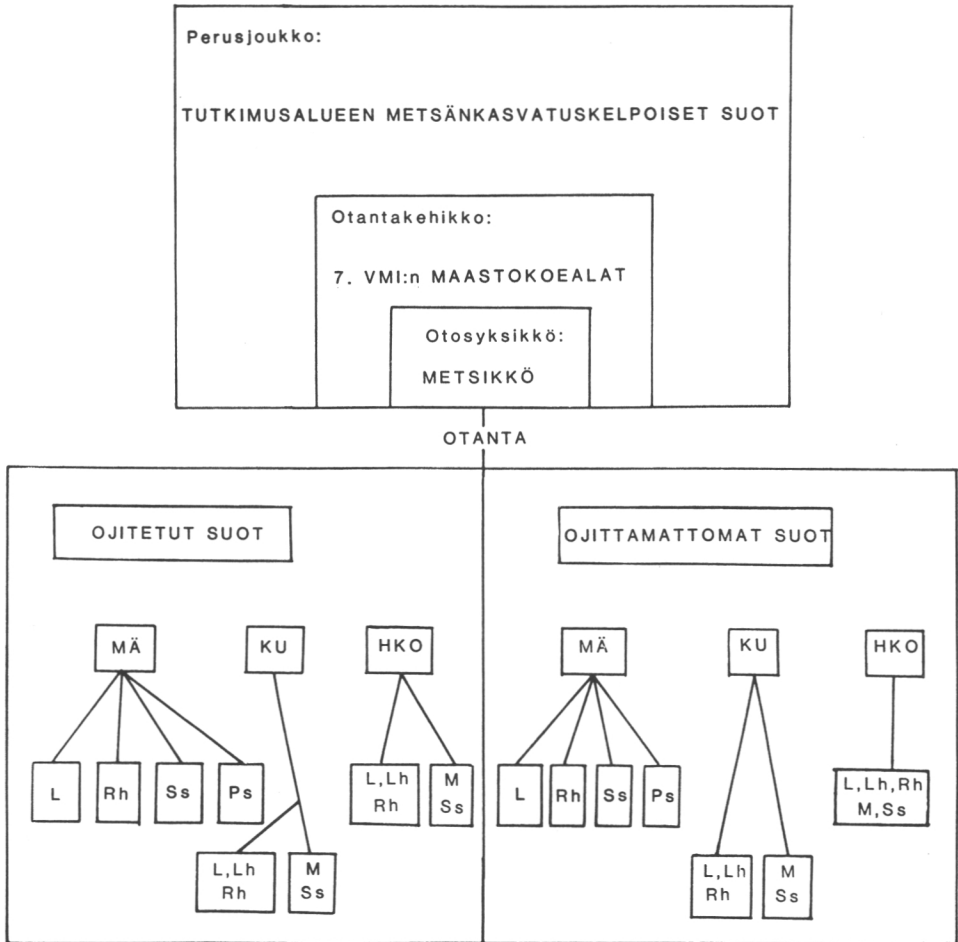 Perusjoukko:
TUTKIMUSALUEEN METSÄNKASVATUSKELPOISET SUOT
Otantakehikko:
7. VMI:n MAASTOKOEALAT
Otosyksikkö:
METSIKKÖ
OTANTA
OJITETUT SUOT
MÄ
KU
HKO
L
Rh
Ss
Ps
L,Lh
Rh
M
Ss
L,Lh
Rh
M
Ss
OJITTAMATTOMAT SUOT
MÄ
KU
HKO
L
Rh
Ss
Ps
L,Lh,Rh
M,Ss
L,Lh
Rh
M
Ss